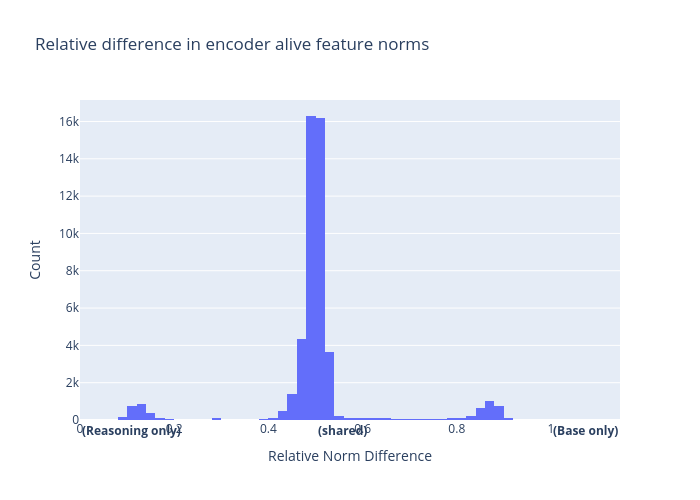 Relative difference in encoder alive feature norms
16k
14k
12k
10k
8k
6k
4k
2k
0
Count
0 0.2 0.4 0.6 0.8 1
(Reasoning only) (shared) (Base only)
Relative Norm Difference